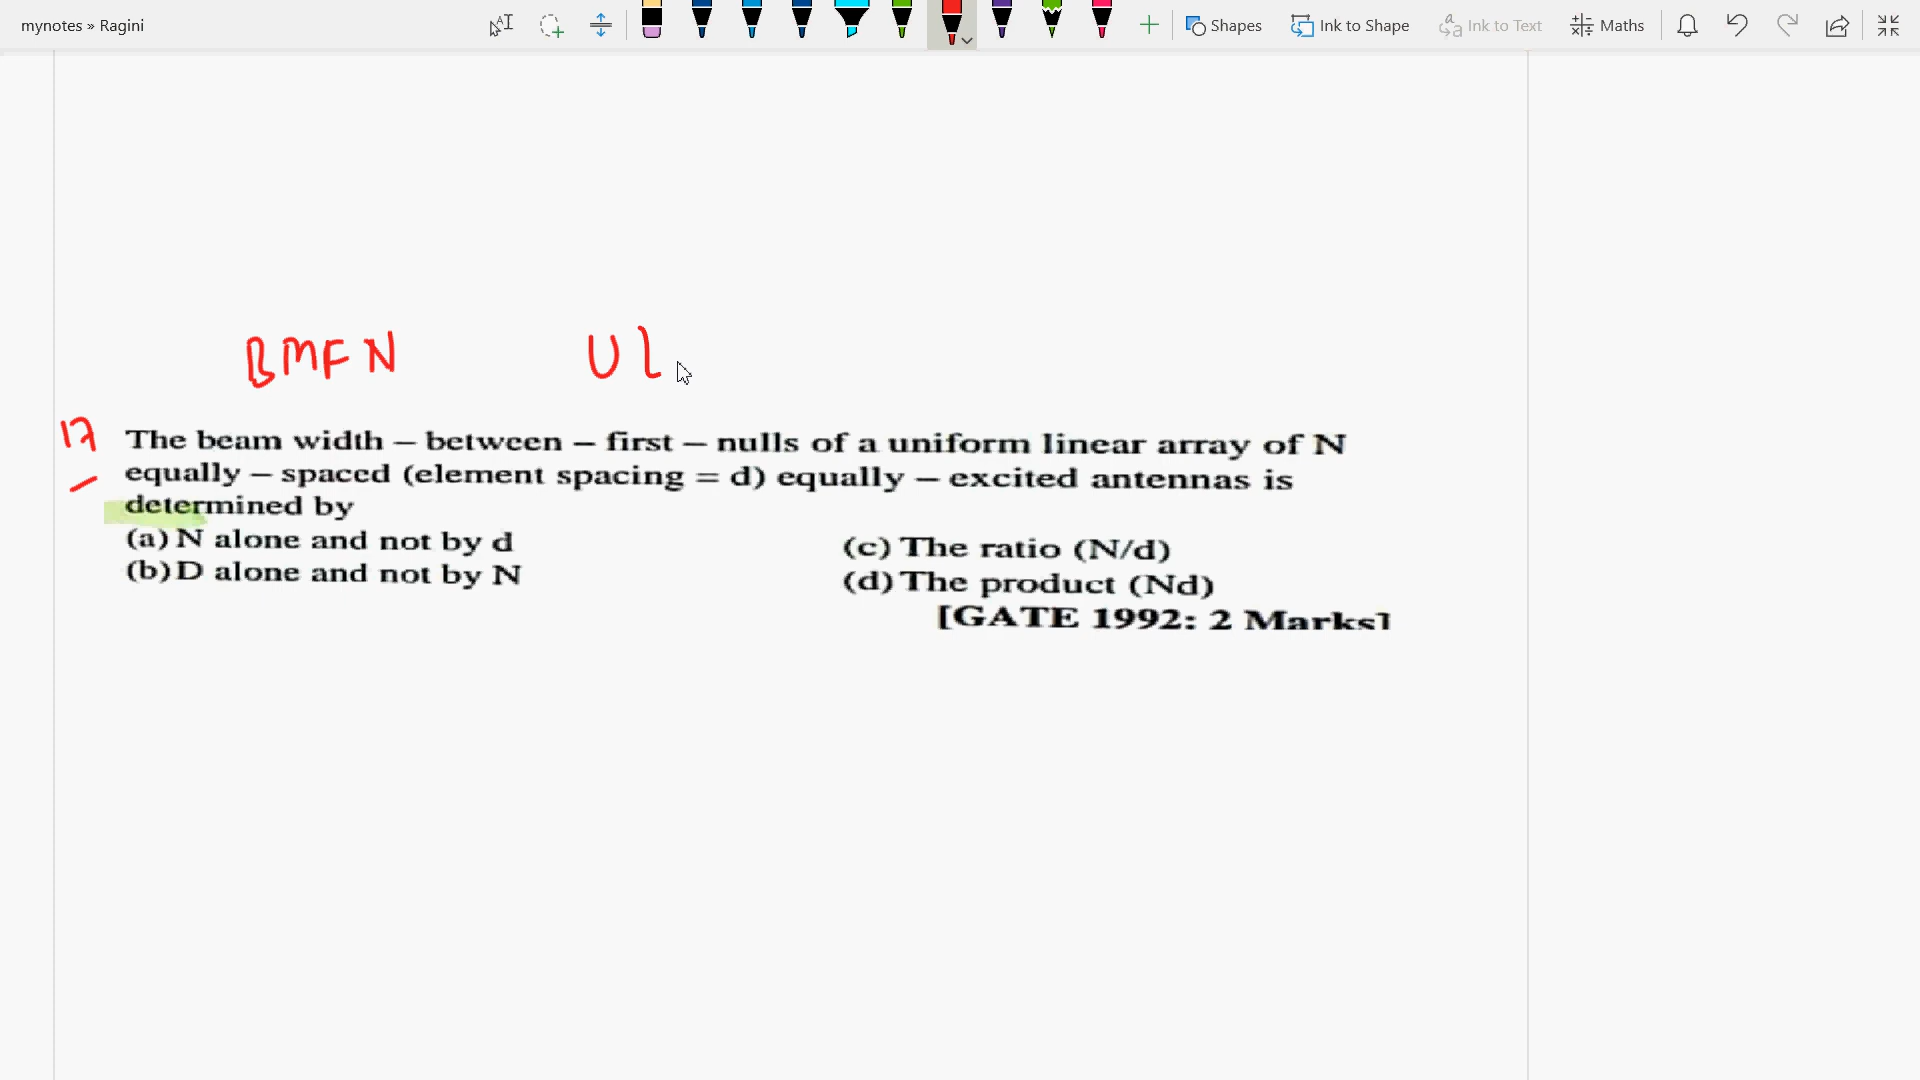 mynotes » Ragini
Shapes
Ink to Shape
Ink to Text
Maths
BMFN UL
17 The beam width – between – first – nulls of a uniform linear array of N
equally – spaced (element spacing = d) equally – excited antennas is
determined by
(a) N alone and not by d
(b) D alone and not by N
(c) The ratio (N/d)
(d) The product (Nd)
[GATE 1992: 2 Marks]